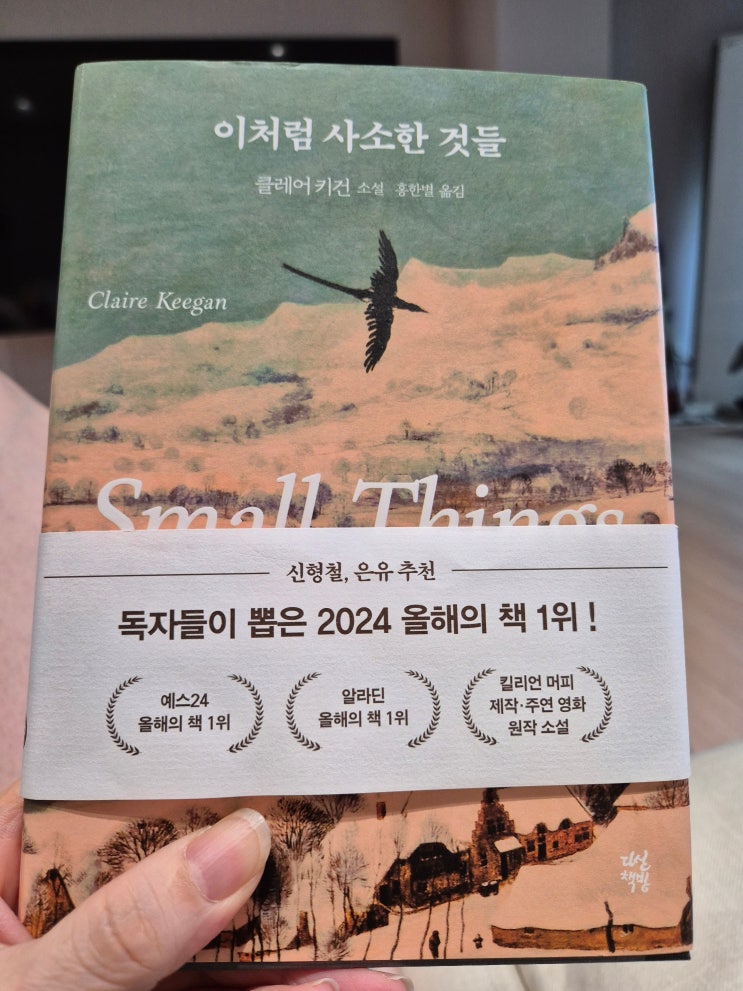 이처럼 사소한 것들
클레어 키건 소설 홍한별 옮김
Claire Keegan
Small Things
신형철, 은유 추천
독자들이 뽑은 2024 올해의 책 1위 !
예스24
올해의 책 1위
알라딘
올해의 책 1위
킬리언 머피
제작·주연 영화
원작 소설
다산
책방